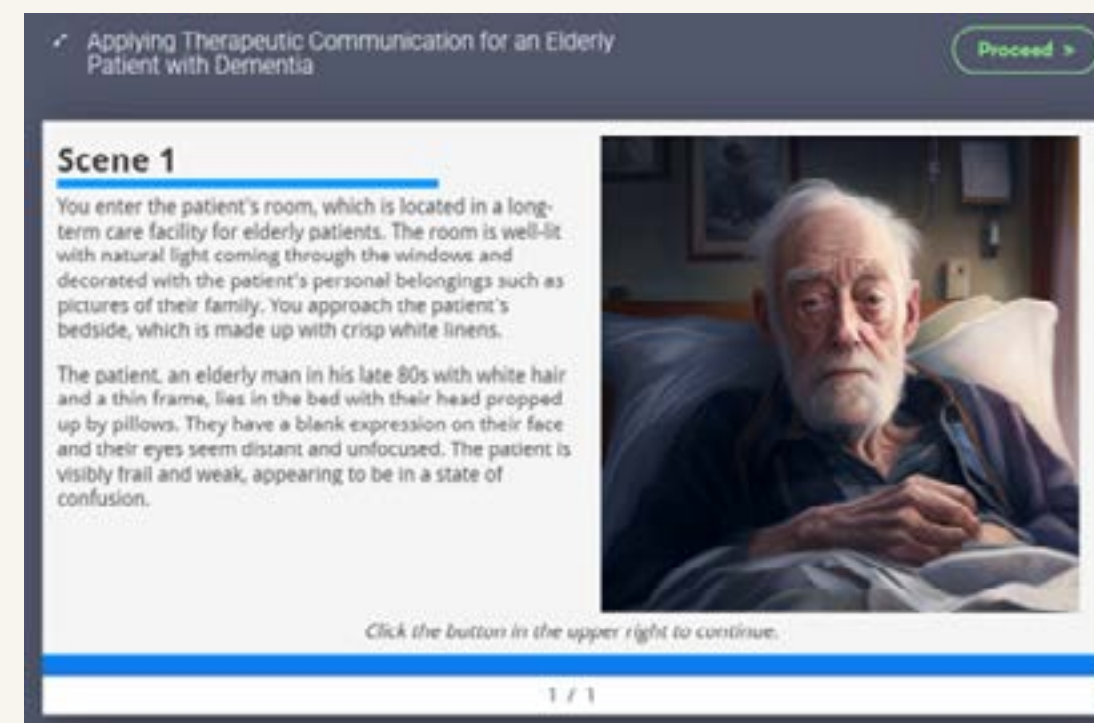 Applying Therapeutic Communication for an Elderly
Patient with Dementia
Proceed >
Scene 1
You enter the patient's room, which is located in a long-
term care facility for elderly patients. The room is well-lit
with natural light coming through the windows and
decorated with the patient's personal belongings such as
pictures of their family. You approach the patient's
bedside, which is made up with crisp white linens.
The patient, an elderly man in his late 80s with white hair
and a thin frame, lies in the bed with their head propped
up by pillows. They have a blank expression on their face
and their eyes seem distant and unfocused. The patient is
visibly frail and weak, appearing to be in a state of
confusion.
Click the button in the upper right to continue.
1 / 1